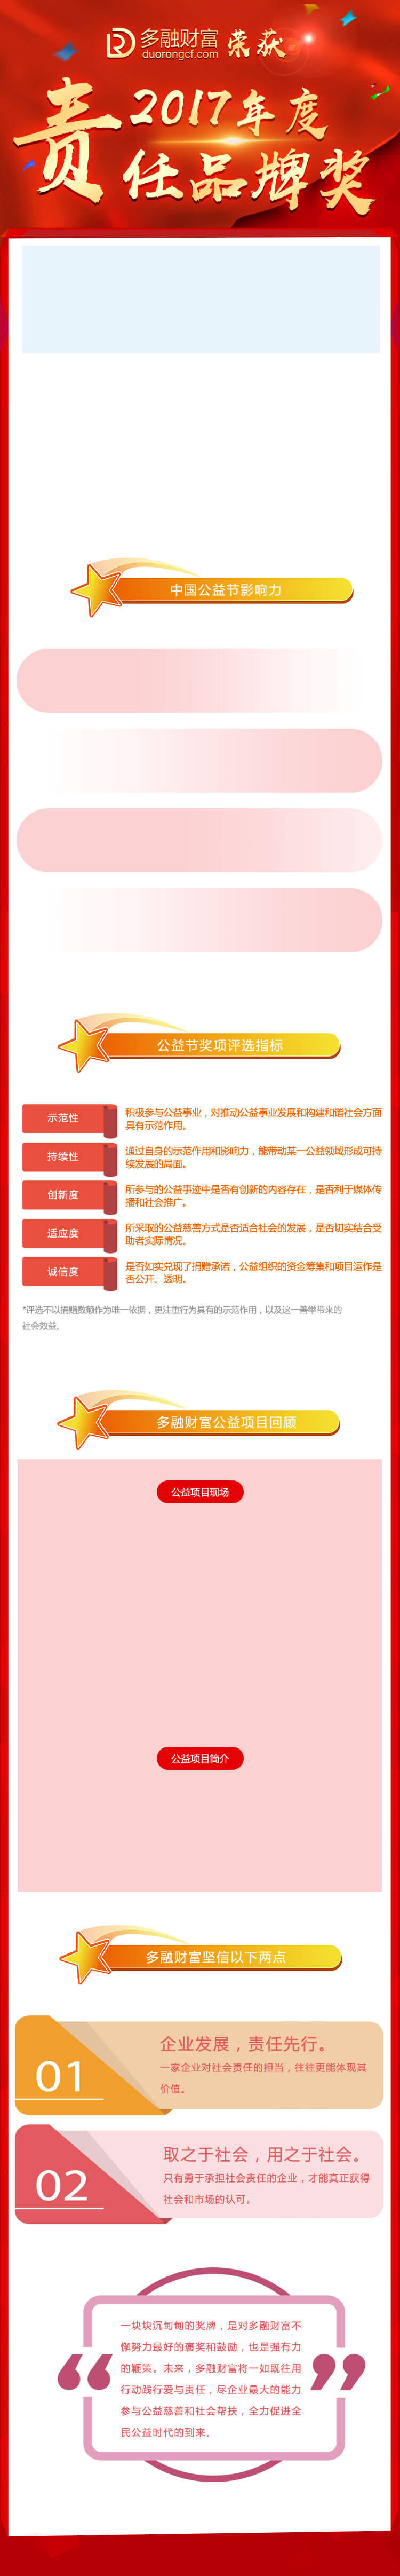 多融财富 荣获
duorongcf.com
2017年度
责任品牌奖
中国公益节影响力
公益节奖项评选指标
示范性
积极参与公益事业，对推动公益事业发展和构建和谐社会方面
具有示范作用。
持续性
通过自身的示范作用和影响力，能带动某一公益领域形成可持
续发展的局面。
创新度
所参与的公益事迹中是否有创新的内容存在，是否利于媒体传
播和社会推广。
适应度
所采取的公益慈善方式是否适合社会的发展，是否切实结合受
助者实际情况。
诚信度
是否如实兑现了捐赠承诺，公益组织的资金筹集和项目运作是
否公开、透明。
*评选不以捐赠数额作为唯一依据，更注重行为具有的示范作用，以及这一善举带来的
社会效益。
多融财富公益项目回顾
公益项目现场
公益项目简介
多融财富坚信以下两点
01
企业发展，责任先行。
一家企业对社会责任的担当，往往更能体现其
价值。
02
取之于社会，用之于社会。
只有勇于承担社会责任的企业，才能真正获得
社会和市场的认可。
一块块沉甸甸的奖牌，是对多融财富不
懈努力最好的褒奖和鼓励，也是强有力
的鞭策。未来，多融财富将一如既往用
行动践行爱与责任，尽企业最大的能力
参与公益慈善和社会帮扶，全力促进全
民公益时代的到来。